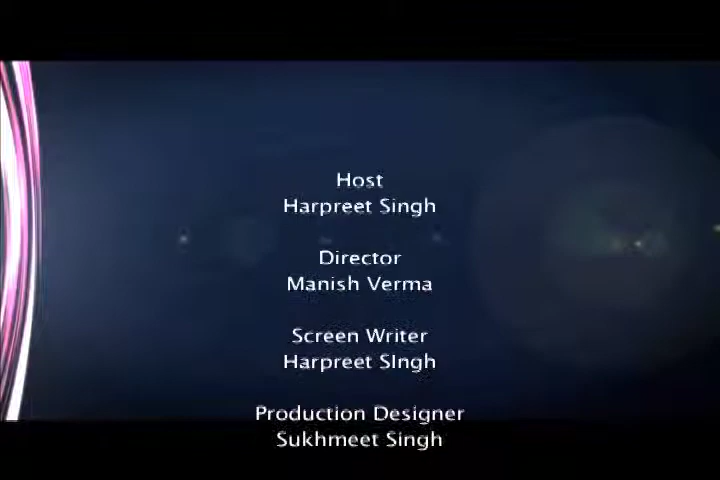 Host
Harpreet Singh
Director
Manish Verma
Screen Writer
Harpreet SIngh
Production Designer
Sukhmeet Singh